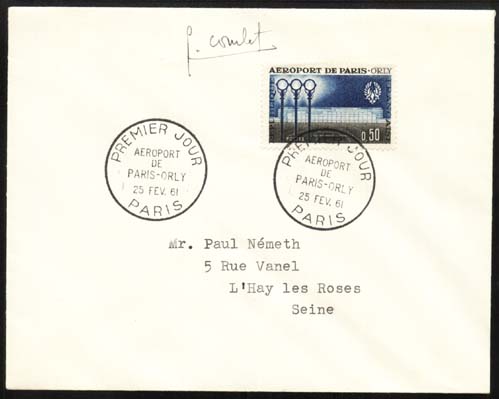 J. Combet
AEROPORT DE PARIS-ORLY
0,50
PREMIER JOUR
AEROPORT
DE
PARIS-ORLY
25 FEV. 61
PARIS
PREMIER JOUR
AEROPORT
DE
PARIS-ORLY
25 FEV. 61
PARIS
Mr. Paul Németh
5 Rue Vanel
L'Hay les Roses
Seine